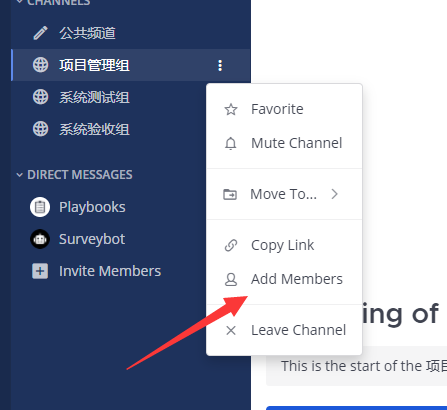 CHANNELS
公共频道
项目管理组
系统测试组
系统验收组
DIRECT MESSAGES
Playbooks
Surveybot
Invite Members
Favorite
Mute Channel
Move To...
Copy Link
Add Members
Leave Channel
ing of
This is the start of the 项目